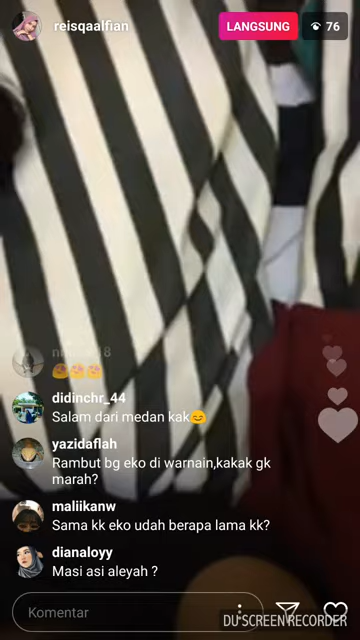 reisqaalfian
LANGSUNG
76
didinchr_44
Salam dari medan kak😊
yazidaflah
Rambut bg eko di warnain,kakak gk
marah?
maliikanw
Sama kk eko udah berapa lama kk?
dianaloyy
Masi asi aleyah ?
Komentar
DU SCREEN RECORDER